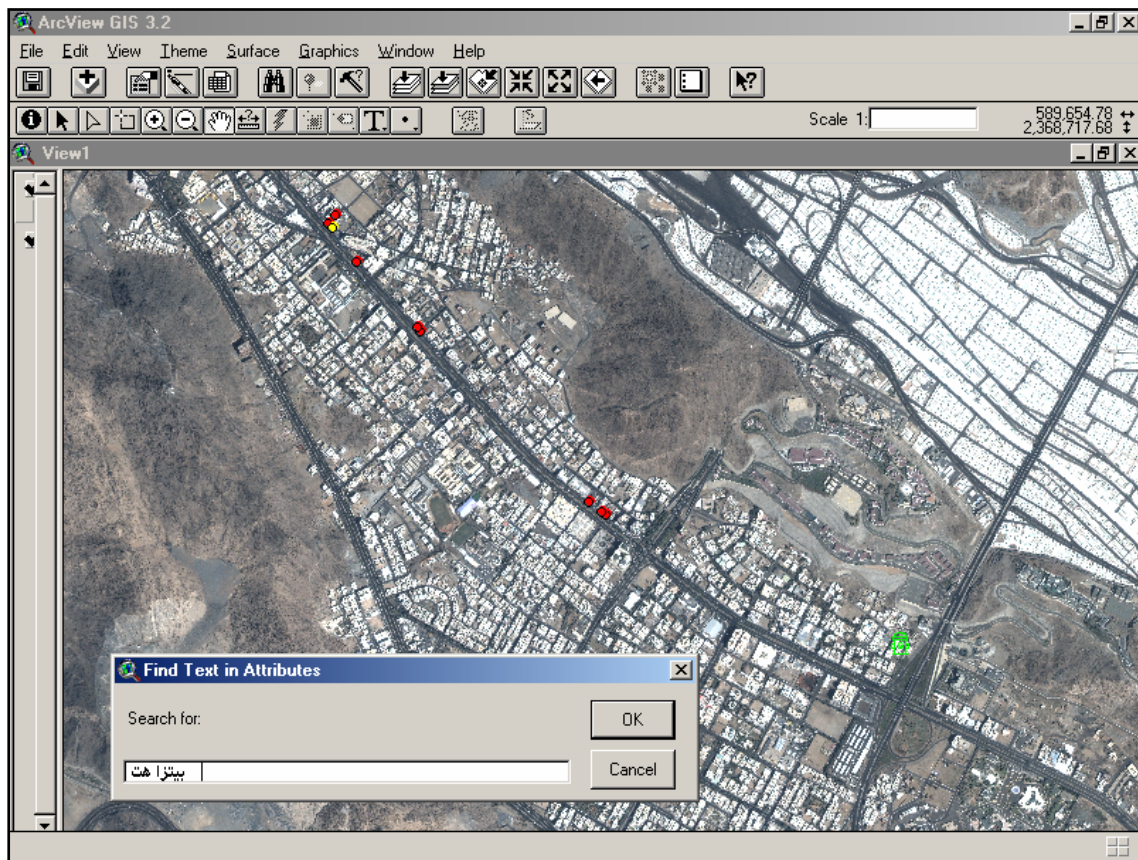 ArcView GIS 3.2
File Edit View Theme Surface Graphics Window Help
Scale 1:
589,654.78
2,368,717.68
View1
Find Text in Attributes
Search for:
OK
بيتزا هت
Cancel